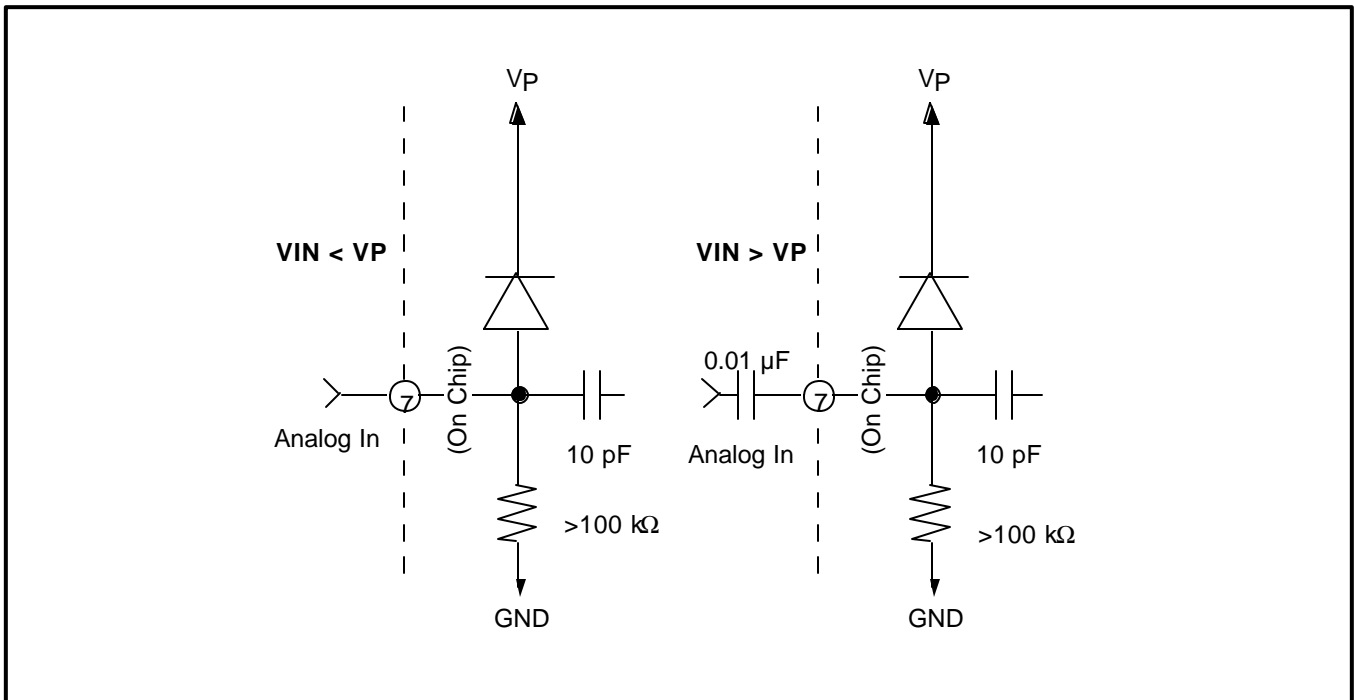 VP
VIN < VP
7
(On Chip)
Analog In
10 pF
>100 kΩ
GND
VP
VIN > VP
0.01 µF
7
(On Chip)
Analog In
10 pF
>100 kΩ
GND